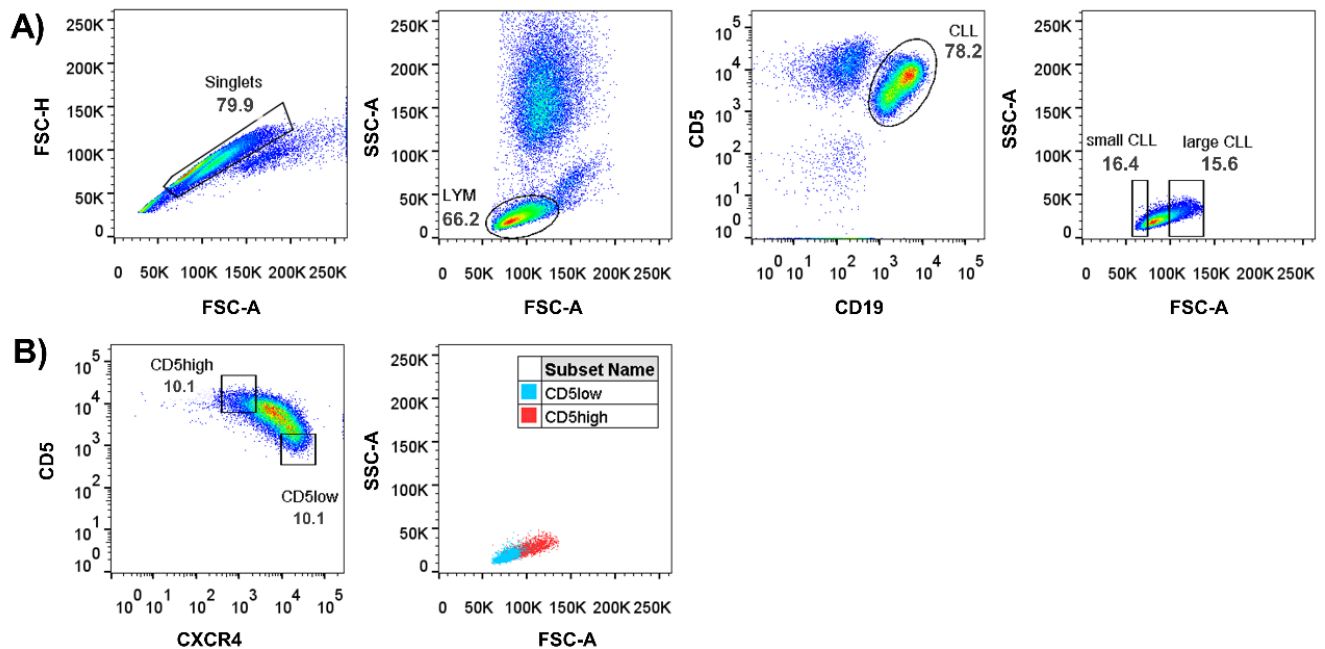 A)
Singlets
79.9
FSC-H
250K
200K
150K
100K
50K
0
0 50K 100K 150K 200K 250K
FSC-A
LYM
66.2
SSC-A
250K
200K
150K
100K
50K
0
0 50K 100K 150K 200K 250K
FSC-A
CLL
78.2
CD5
10^5
10^4
10^3
10^2
10^1
10^0
10^0 10^1 10^2 10^3 10^4 10^5
CD19
small CLL
16.4
large CLL
15.6
SSC-A
250K
200K
150K
100K
50K
0
0 50K 100K 150K 200K 250K
FSC-A
B)
CD5high
10.1
CD5low
10.1
CD5
10^5
10^4
10^3
10^2
10^1
10^0
10^0 10^1 10^2 10^3 10^4 10^5
CXCR4
Subset Name
CD5low
CD5high
SSC-A
250K
200K
150K
100K
50K
0
0 50K 100K 150K 200K 250K
FSC-A